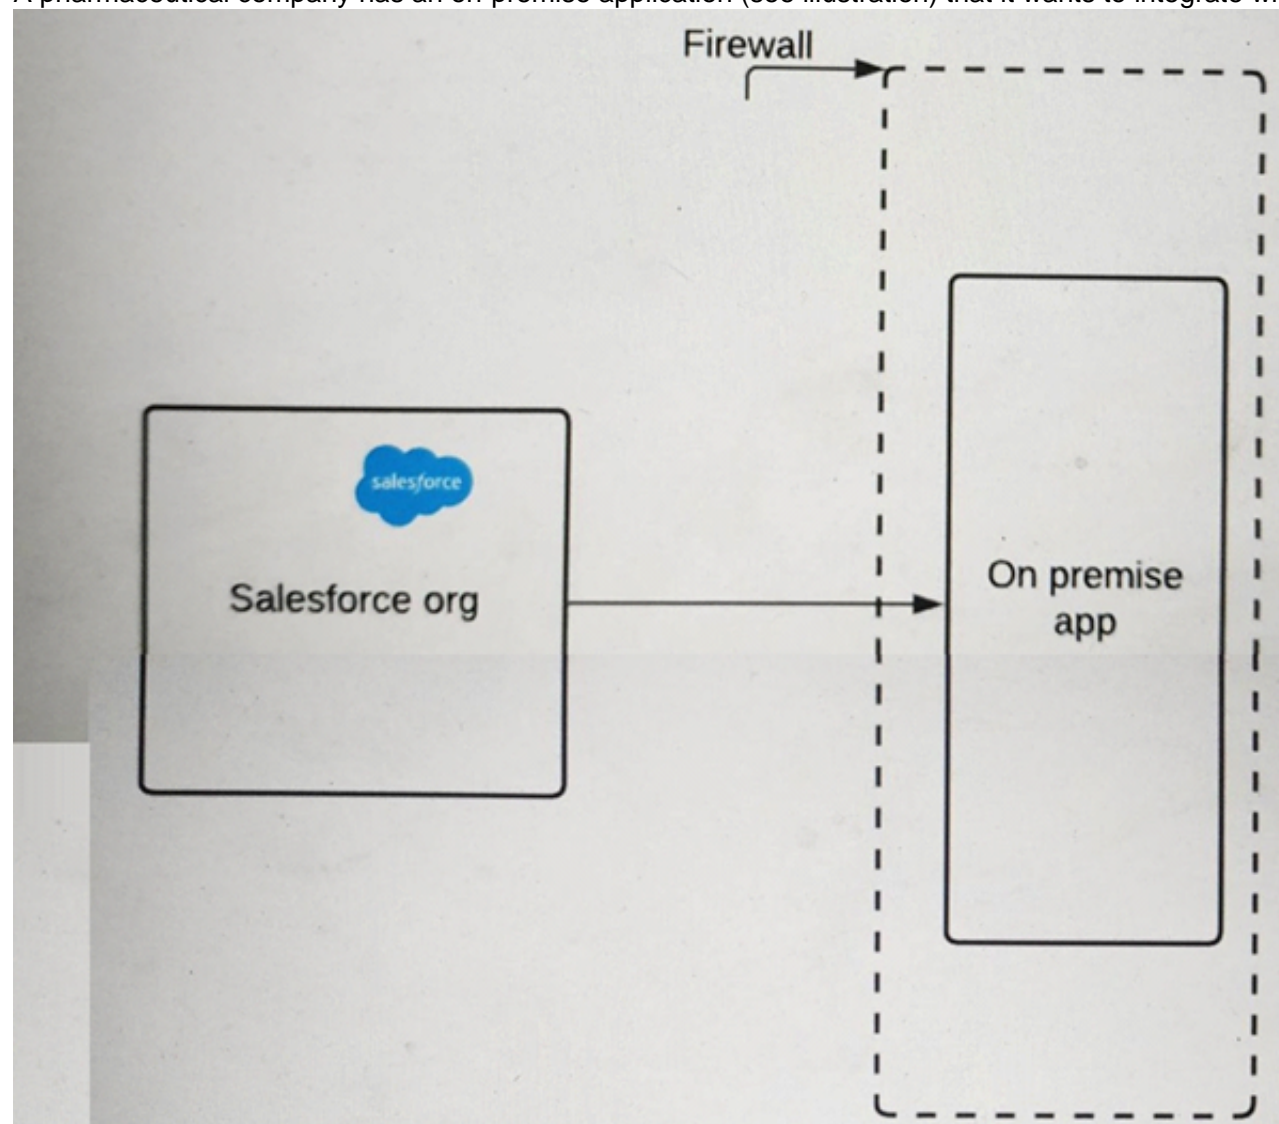 A pharmaceutical company has an on-premise application (see illustration) that it wants to integrate
Firewall
salesforce
Salesforce org
On premise
app